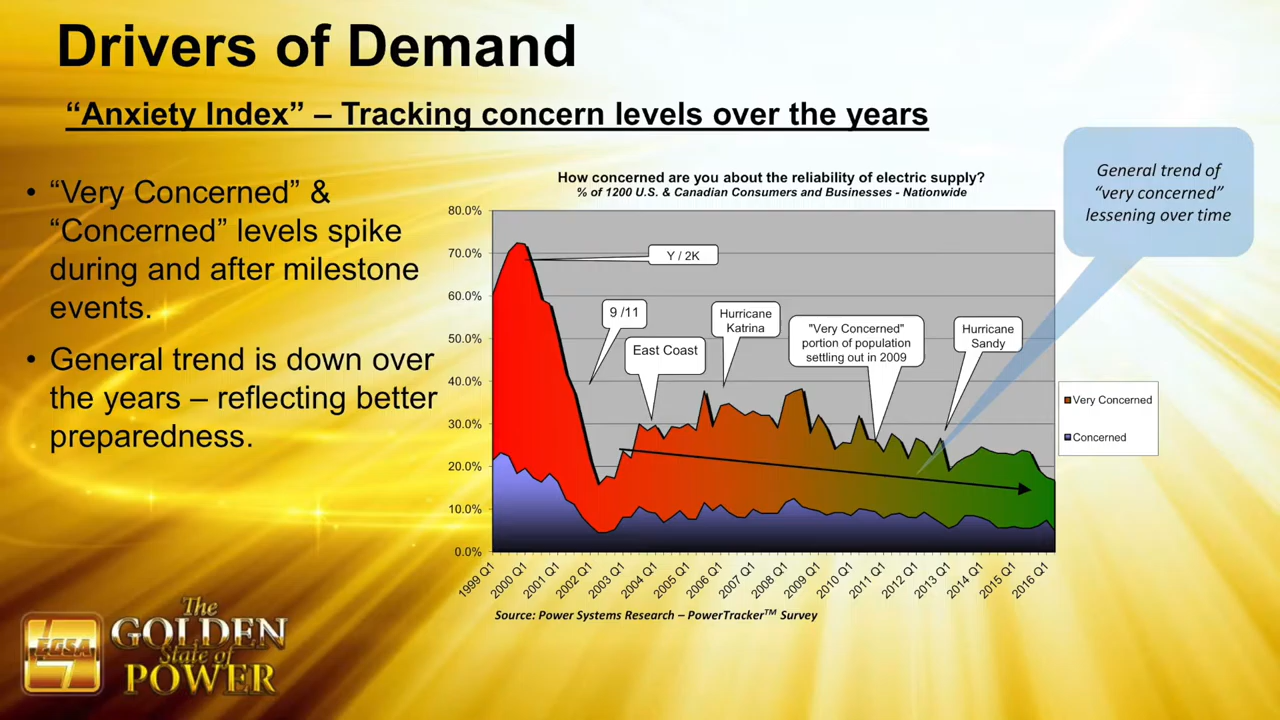 Drivers of Demand
“Anxiety Index” – Tracking concern levels over the years
• “Very Concerned” &
“Concerned” levels spike
during and after milestone
events.
• General trend is down over
the years – reflecting better
preparedness.
How concerned are you about the reliability of electric supply?
% of 1200 U.S. & Canadian Consumers and Businesses - Nationwide
80.0%
70.0%
60.0%
50.0%
40.0%
30.0%
20.0%
10.0%
0.0%
Y / 2K
9 /11
East Coast
Hurricane
Katrina
"Very Concerned"
portion of population
settling out in 2009
Hurricane
Sandy
General trend of
“very concerned”
lessening over time
Very Concerned
Concerned
1999 Q1
2000 Q1
2001 Q1
2002 Q1
2003 Q1
2004 Q1
2005 Q1
2006 Q1
2007 Q1
2008 Q1
2009 Q1
2010 Q1
2011 Q1
2012 Q1
2013 Q1
2014 Q1
2015 Q1
2016 Q1
Source: Power Systems Research – PowerTracker™ Survey
EGSA
The
GOLDEN
State of
POWER